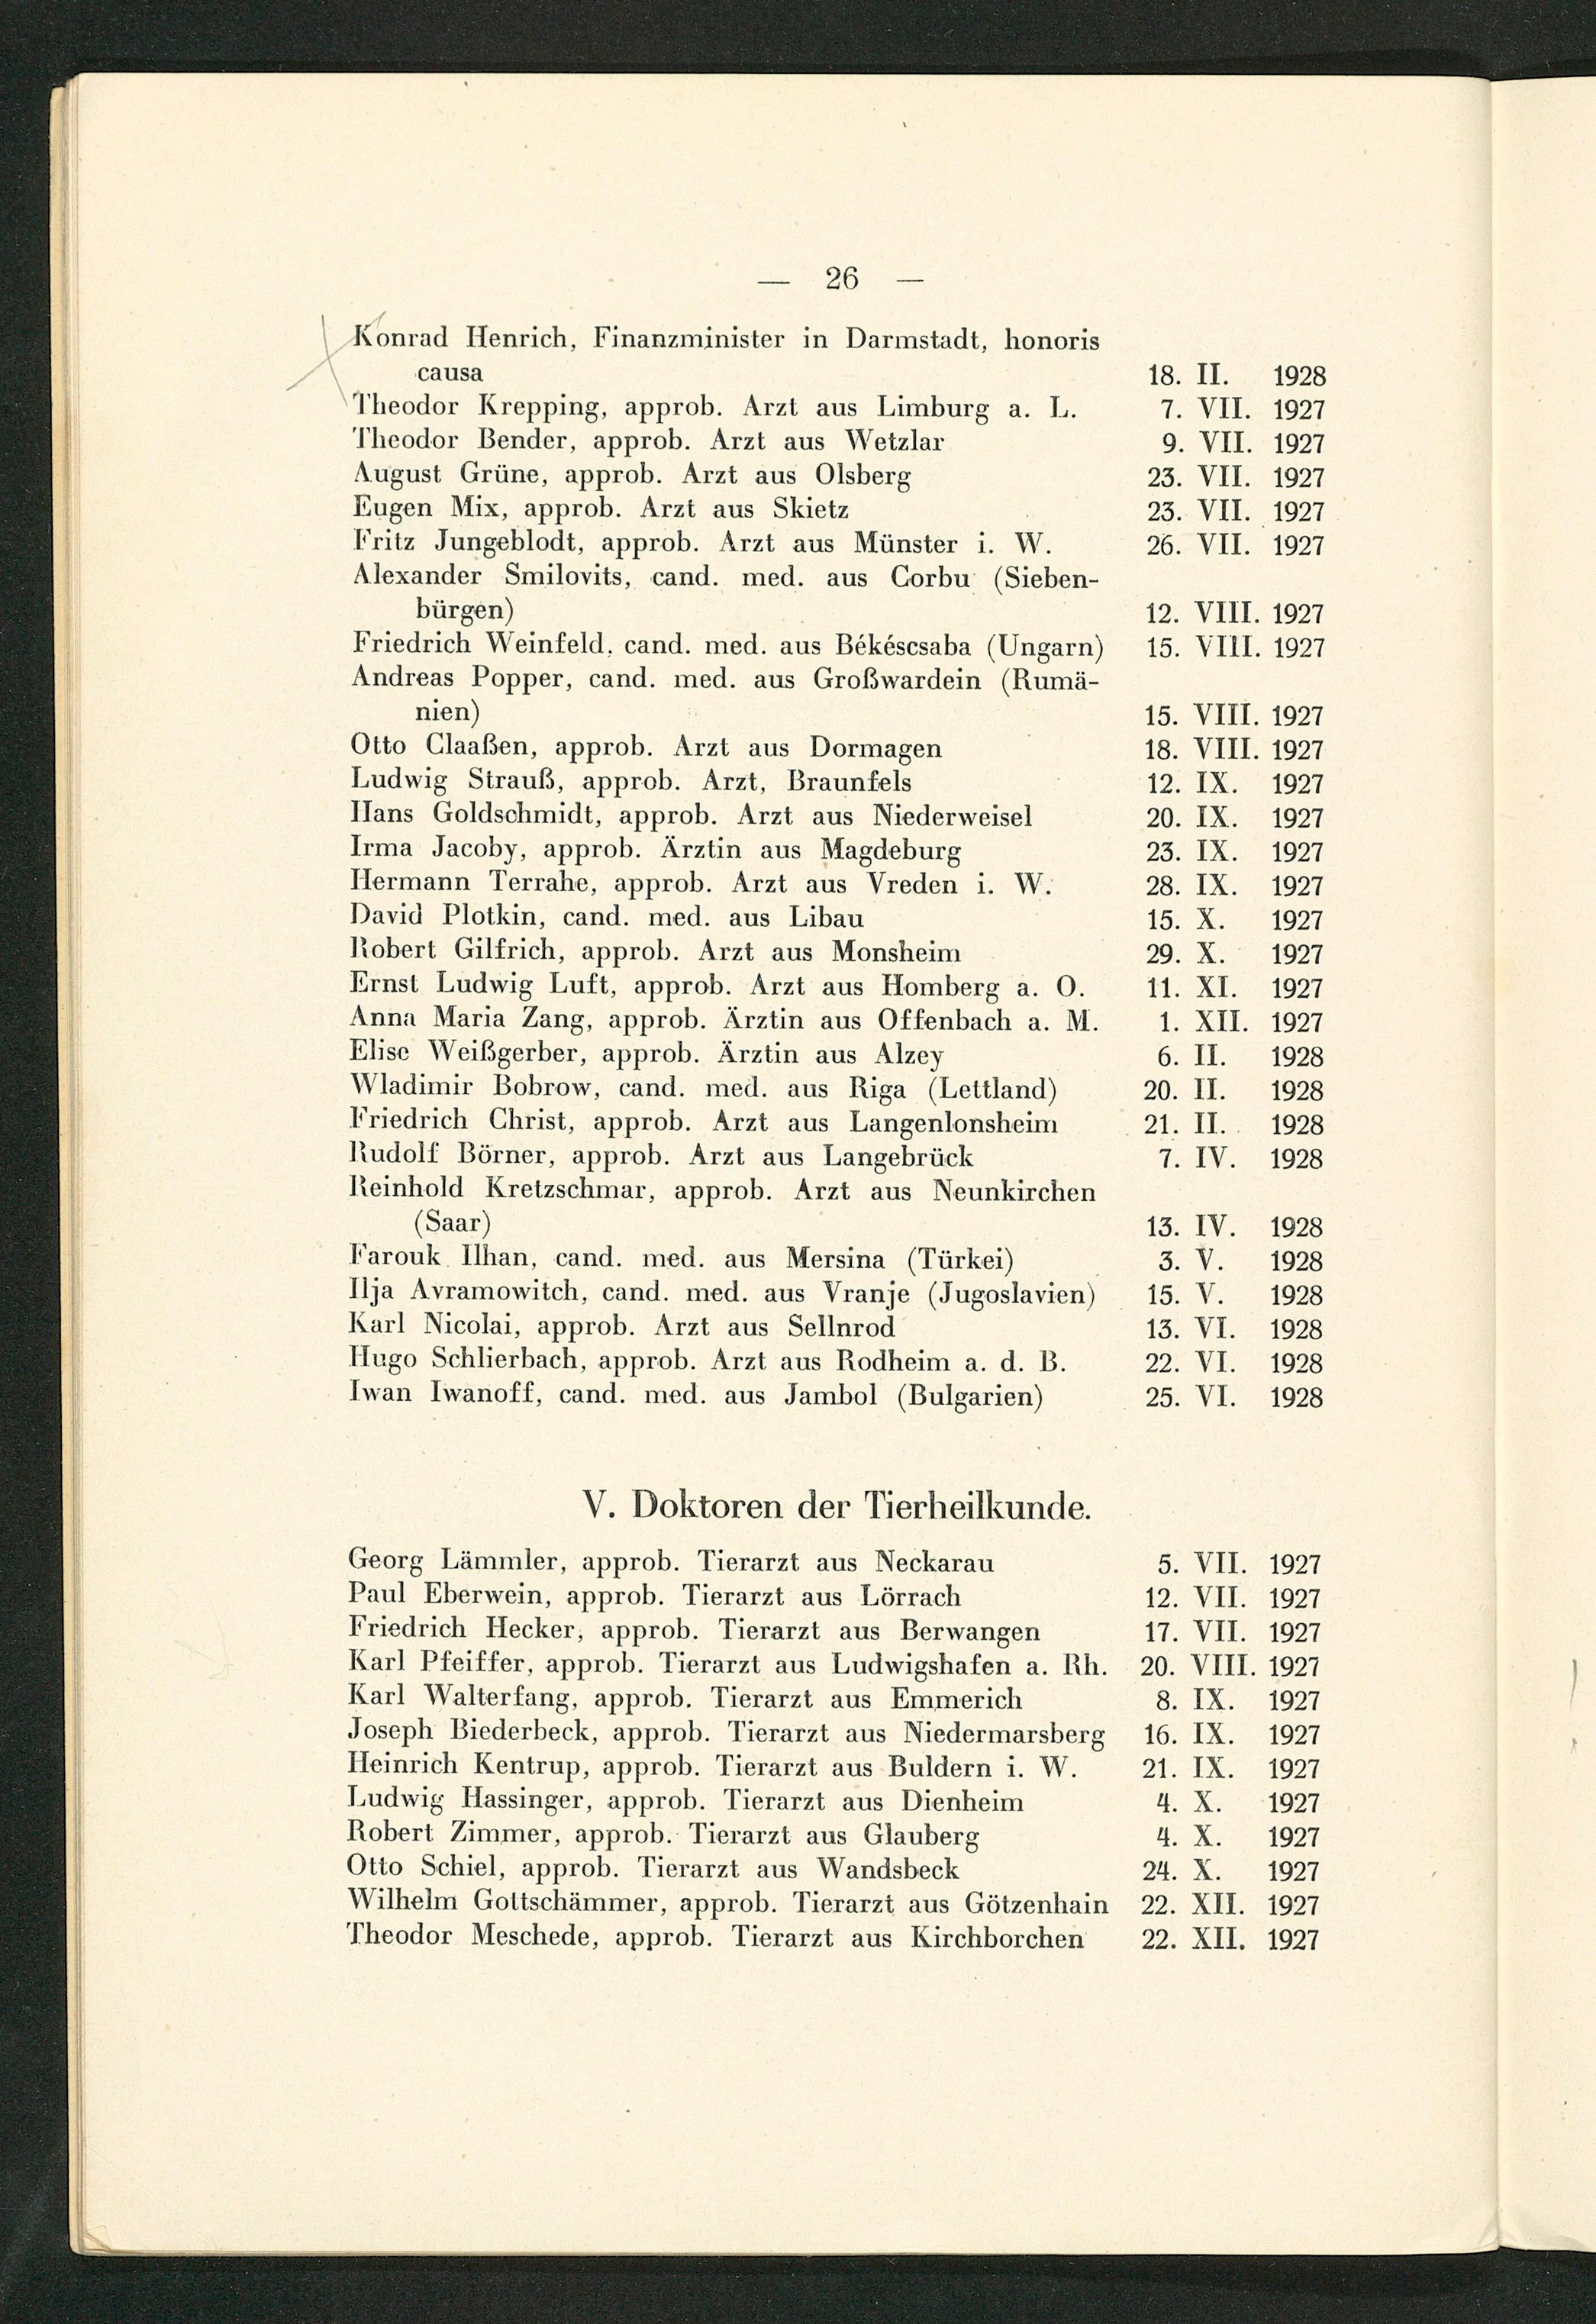 — 26 —
Konrad Henrich, Finanzminister in Darmstadt, honoris
causa 18. II. 1928
Theodor Krepping, approb. Arzt aus Limburg a. L. 7. VII. 1927
Theodor Bender, approb. Arzt aus Wetzlar 9. VII. 1927
August Grüne, approb. Arzt aus Olsberg 23. VII. 1927
Eugen Mix, approb. Arzt aus Skietz 23. VII. 1927
Fritz Jungeblodt, approb. Arzt aus Münster i. W. 26. VII. 1927
Alexander Smilovits, cand. med. aus Corbu (Sieben-
bürgen) 12. VIII. 1927
Friedrich Weinfeld, cand. med. aus Békéscsaba (Ungarn) 15. VIII. 1927
Andreas Popper, cand. med. aus Großwardein (Rumä-
nien) 15. VIII. 1927
Otto Claaßen, approb. Arzt aus Dormagen 18. VIII. 1927
Ludwig Strauß, approb. Arzt, Braunfels 12. IX. 1927
Hans Goldschmidt, approb. Arzt aus Niederweisel 20. IX. 1927
Irma Jacoby, approb. Ärztin aus Magdeburg 23. IX. 1927
Hermann Terrahe, approb. Arzt aus Vreden i. W. 28. IX. 1927
David Plotkin, cand. med. aus Libau 15. X. 1927
Robert Gilfrich, approb. Arzt aus Monsheim 29. X. 1927
Ernst Ludwig Luft, approb. Arzt aus Homberg a. O. 11. XI. 1927
Anna Maria Zang, approb. Ärztin aus Offenbach a. M. 1. XII. 1927
Elise Weißgerber, approb. Ärztin aus Alzey 6. II. 1928
Wladimir Bobrow, cand. med. aus Riga (Lettland) 20. II. 1928
Friedrich Christ, approb. Arzt aus Langenlonsheim 21. II. 1928
Rudolf Börner, approb. Arzt aus Langebrück 7. IV. 1928
Reinhold Kretzschmar, approb. Arzt aus Neunkirchen
(Saar) 13. IV. 1928
Farouk Ilhan, cand. med. aus Mersina (Türkei) 3. V. 1928
Ilja Avramowitch, cand. med. aus Vranje (Jugoslavien) 15. V. 1928
Karl Nicolai, approb. Arzt aus Sellnrod 13. VI. 1928
Hugo Schlierbach, approb. Arzt aus Rodheim a. d. B. 22. VI. 1928
Iwan Iwanoff, cand. med. aus Jambol (Bulgarien) 25. VI. 1928
V. Doktoren der Tierheilkunde.
Georg Lämmler, approb. Tierarzt aus Neckarau 5. VII. 1927
Paul Eberwein, approb. Tierarzt aus Lörrach 12. VII. 1927
Friedrich Hecker, approb. Tierarzt aus Berwangen 17. VII. 1927
Karl Pfeiffer, approb. Tierarzt aus Ludwigshafen a. Rh. 20. VIII. 1927
Karl Walterfang, approb. Tierarzt aus Emmerich 8. IX. 1927
Joseph Biederbeck, approb. Tierarzt aus Niedermarsberg 16. IX. 1927
Heinrich Kentrup, approb. Tierarzt aus Buldern i. W. 21. IX. 1927
Ludwig Hassinger, approb. Tierarzt aus Dienheim 4. X. 1927
Robert Zimmer, approb. Tierarzt aus Glauberg 4. X. 1927
Otto Schiel, approb. Tierarzt aus Wandsbeck 24. X. 1927
Wilhelm Gottschämmer, approb. Tierarzt aus Götzenhain 22. XII. 1927
Theodor Meschede, approb. Tierarzt aus Kirchborchen 22. XII. 1927